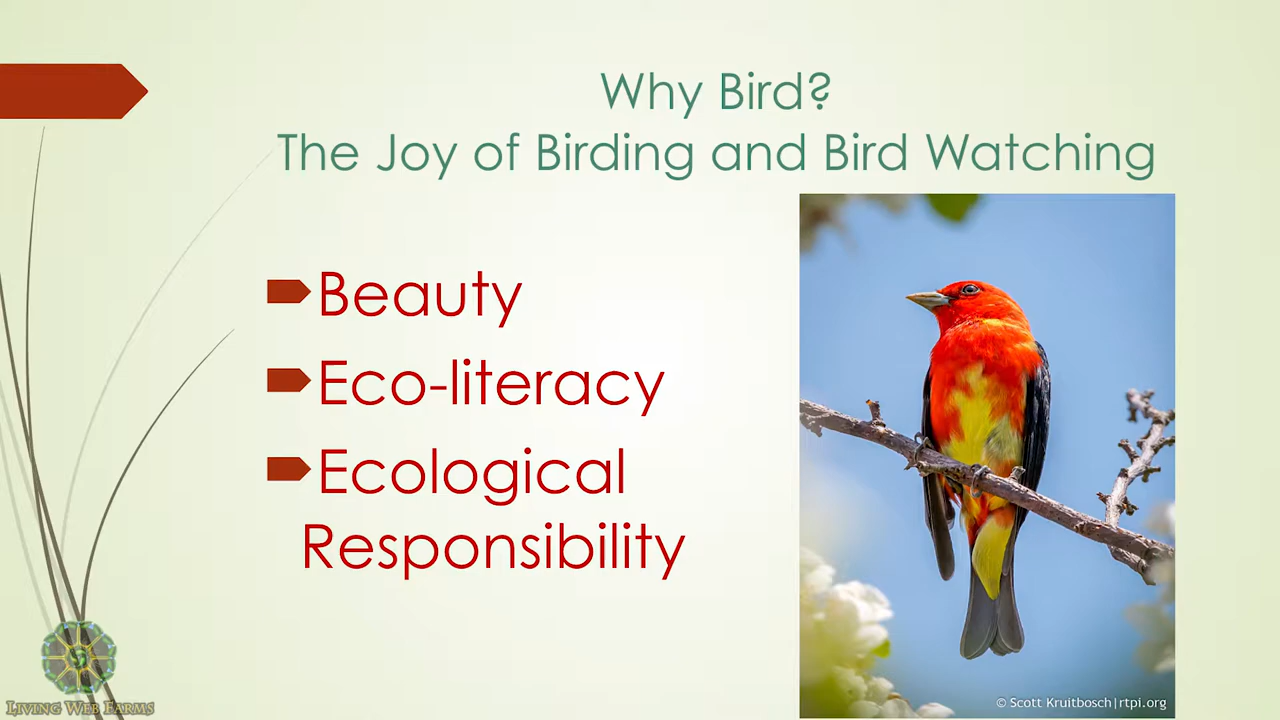 Why Bird?
The Joy of Birding and Bird Watching
Beauty
Eco-literacy
Ecological
Responsibility
© Scott Kruitbosch|rtpi.org
Living Web Farms